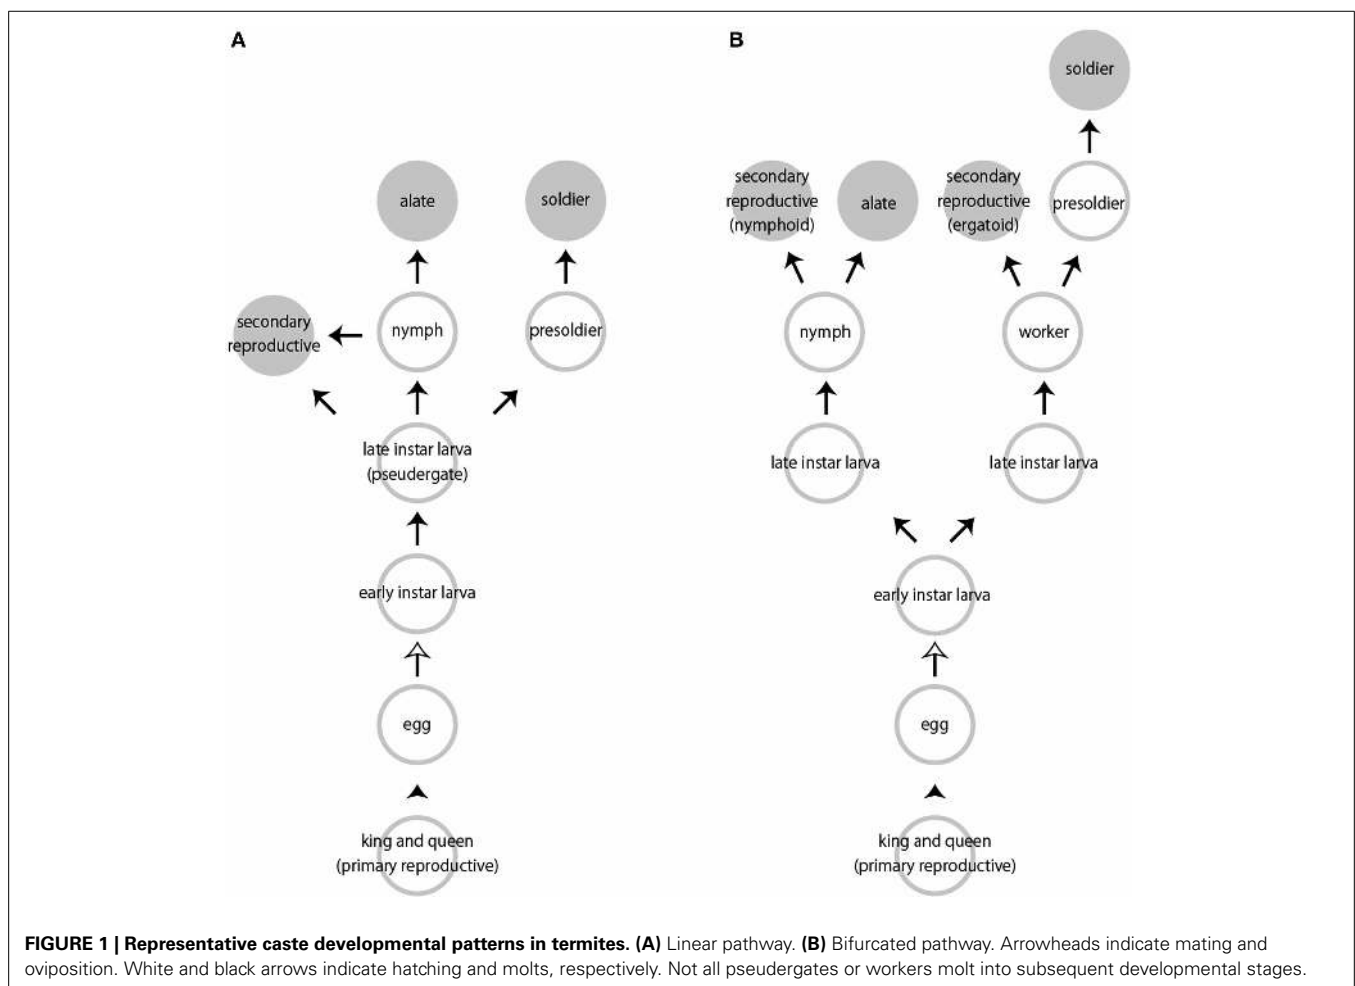 A
alate
soldier
secondary
reproductive
nymph
presoldier
late instar larva
(pseudergate)
early instar larva
egg
king and queen
(primary reproductive)
B
soldier
secondary
reproductive
(nymphoid)
alate
secondary
reproductive
(ergatoid)
presoldier
nymph
worker
late instar larva
late instar larva
early instar larva
egg
king and queen
(primary reproductive)
FIGURE 1 | Representative caste developmental patterns in termites. (A) Linear pathway. (B) Bifurcated pathway. Arrowheads indicate mating and
oviposition. White and black arrows indicate hatching and molts, respectively. Not all pseudergates or workers molt into subsequent developmental stages.